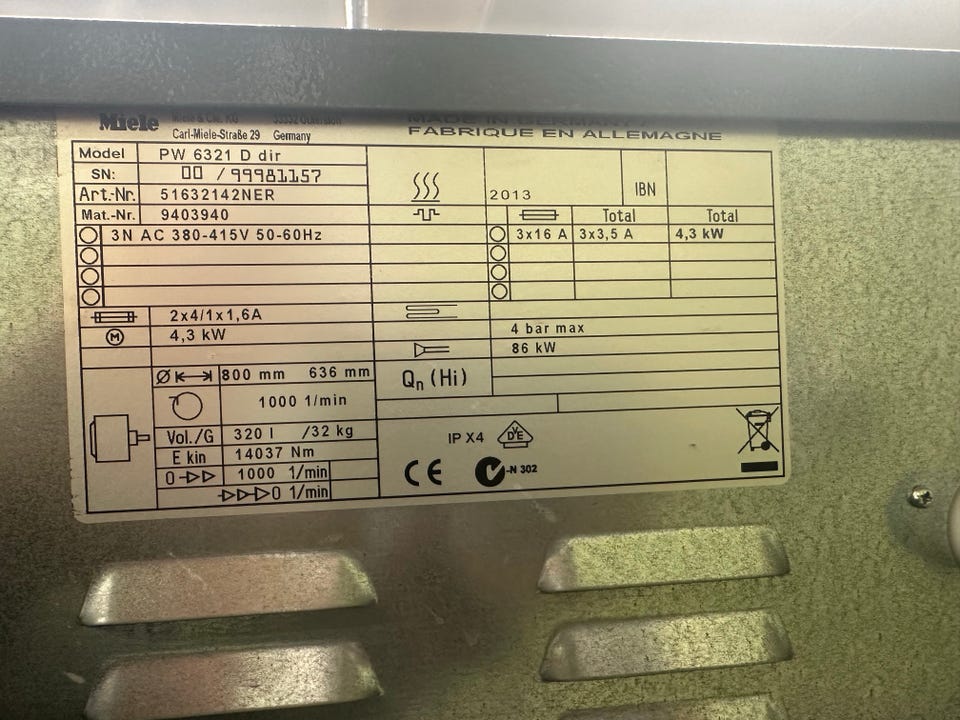 Miele
MADE IN GERMANY
Carl-Miele-Straße 29 Germany
FABRIQUE EN ALLEMAGNE
Model PW 6321 D dir
SN: 00 / 99981157
Art.-Nr. 51632142NER 2013 IBN
Mat.-Nr. 9403940 Total Total
3N AC 380-415V 50-60Hz 3x16 A 3x3,5 A 4,3 kW
2x4/1x1,6A
M 4,3 kW 4 bar max
86 kW
Ø 800 mm 636 mm Qn (Hi)
1000 1/min
Vol./G 320 l /32 kg IP X4 VDE
E kin 14037 Nm
0 1000 1/min CE -N 302
0 1/min